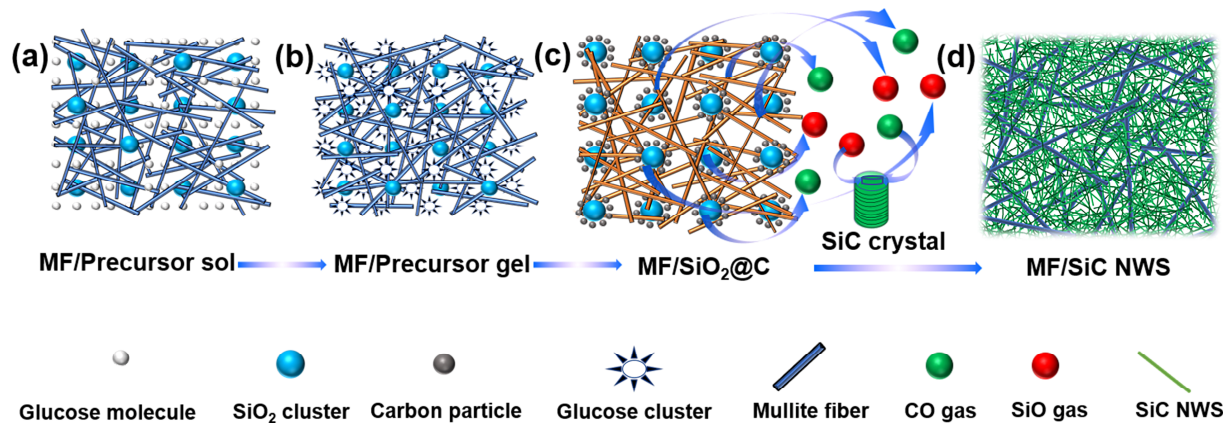 (a)
(b)
(c)
(d)
SiC crystal
MF/Precursor sol
MF/Precursor gel
MF/SiO₂@C
MF/SiC NWS
Glucose molecule
SiO₂ cluster
Carbon particle
Glucose cluster
Mullite fiber
CO gas
SiO gas
SiC NWS